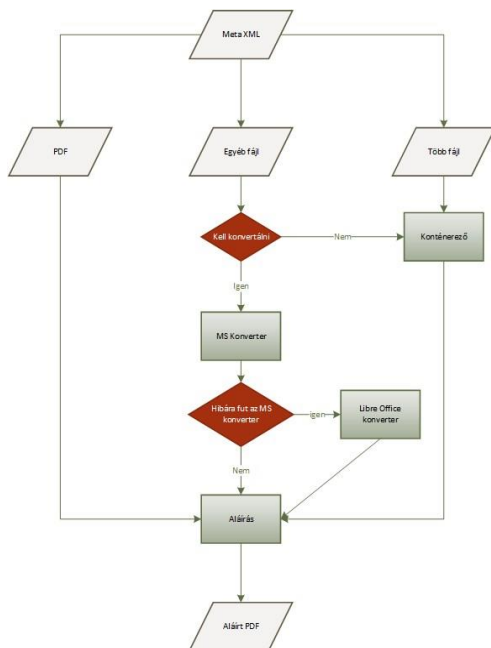 Meta XML
PDF
Egyéb fájl
Több fájl
Kell konvertálni
Nem
Konténerező
Igen
MS Konverter
Hibára fut az MS
konverter
igen
Libre Office
konverter
Nem
Aláírás
Aláírt PDF